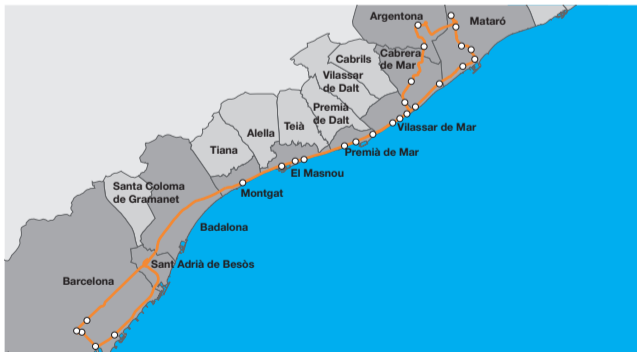 Argentona
Mataró
Cabrils
Cabrera
de Mar
Vilassar
de Dalt
Premià
de Dalt
Teià
Alella
Tiana
Vilassar de Mar
Premià de Mar
El Masnou
Montgat
Santa Coloma
de Gramanet
Badalona
Sant Adrià de Besòs
Barcelona